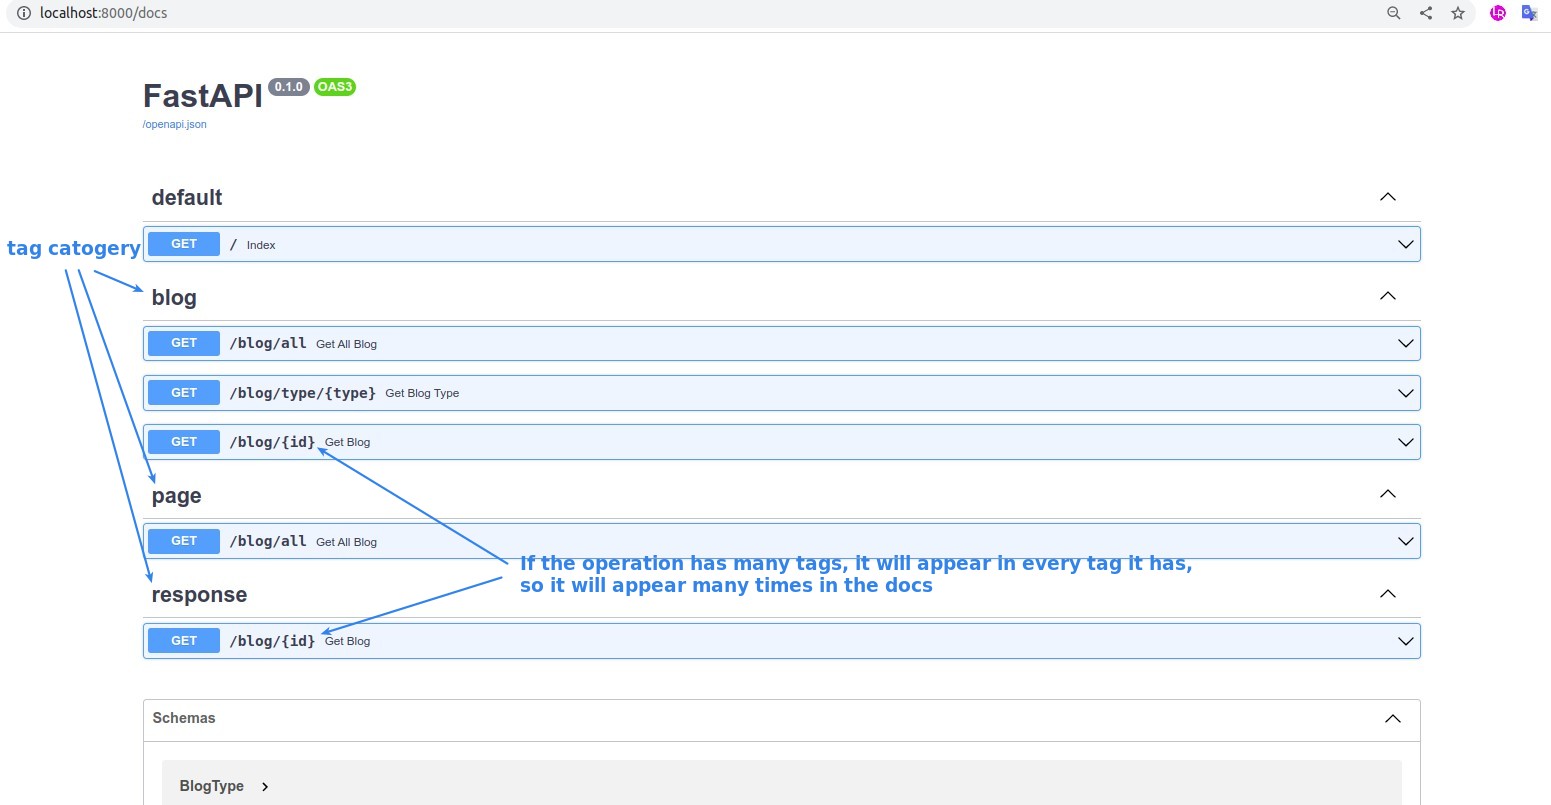 localhost:8000/docs
FastAPI 0.1.0 OAS3
/openapi.json
default
GET / Index
tag catogery
blog
GET /blog/all Get All Blog
GET /blog/type/{type} Get Blog Type
GET /blog/{id} Get Blog
page
GET /blog/all Get All Blog
If the operation has many tags, it will appear in every tag it has,
so it will appear many times in the docs
response
GET /blog/{id} Get Blog
Schemas
BlogType